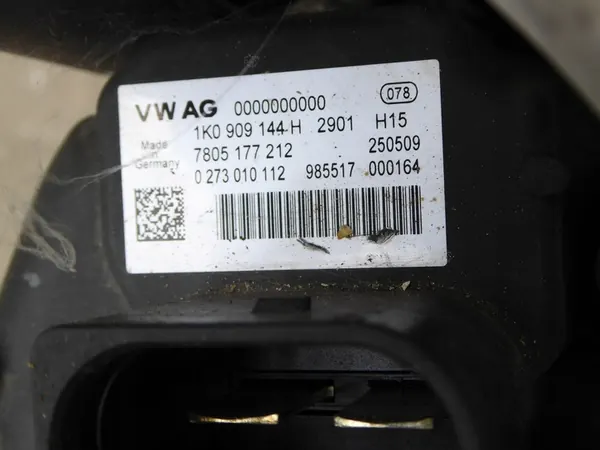 VW AG 0000000000 078
1K0 909 144 H 2901 H15
Made in Germany 7805 177 212 250509
0 273 010 112 985517 000164